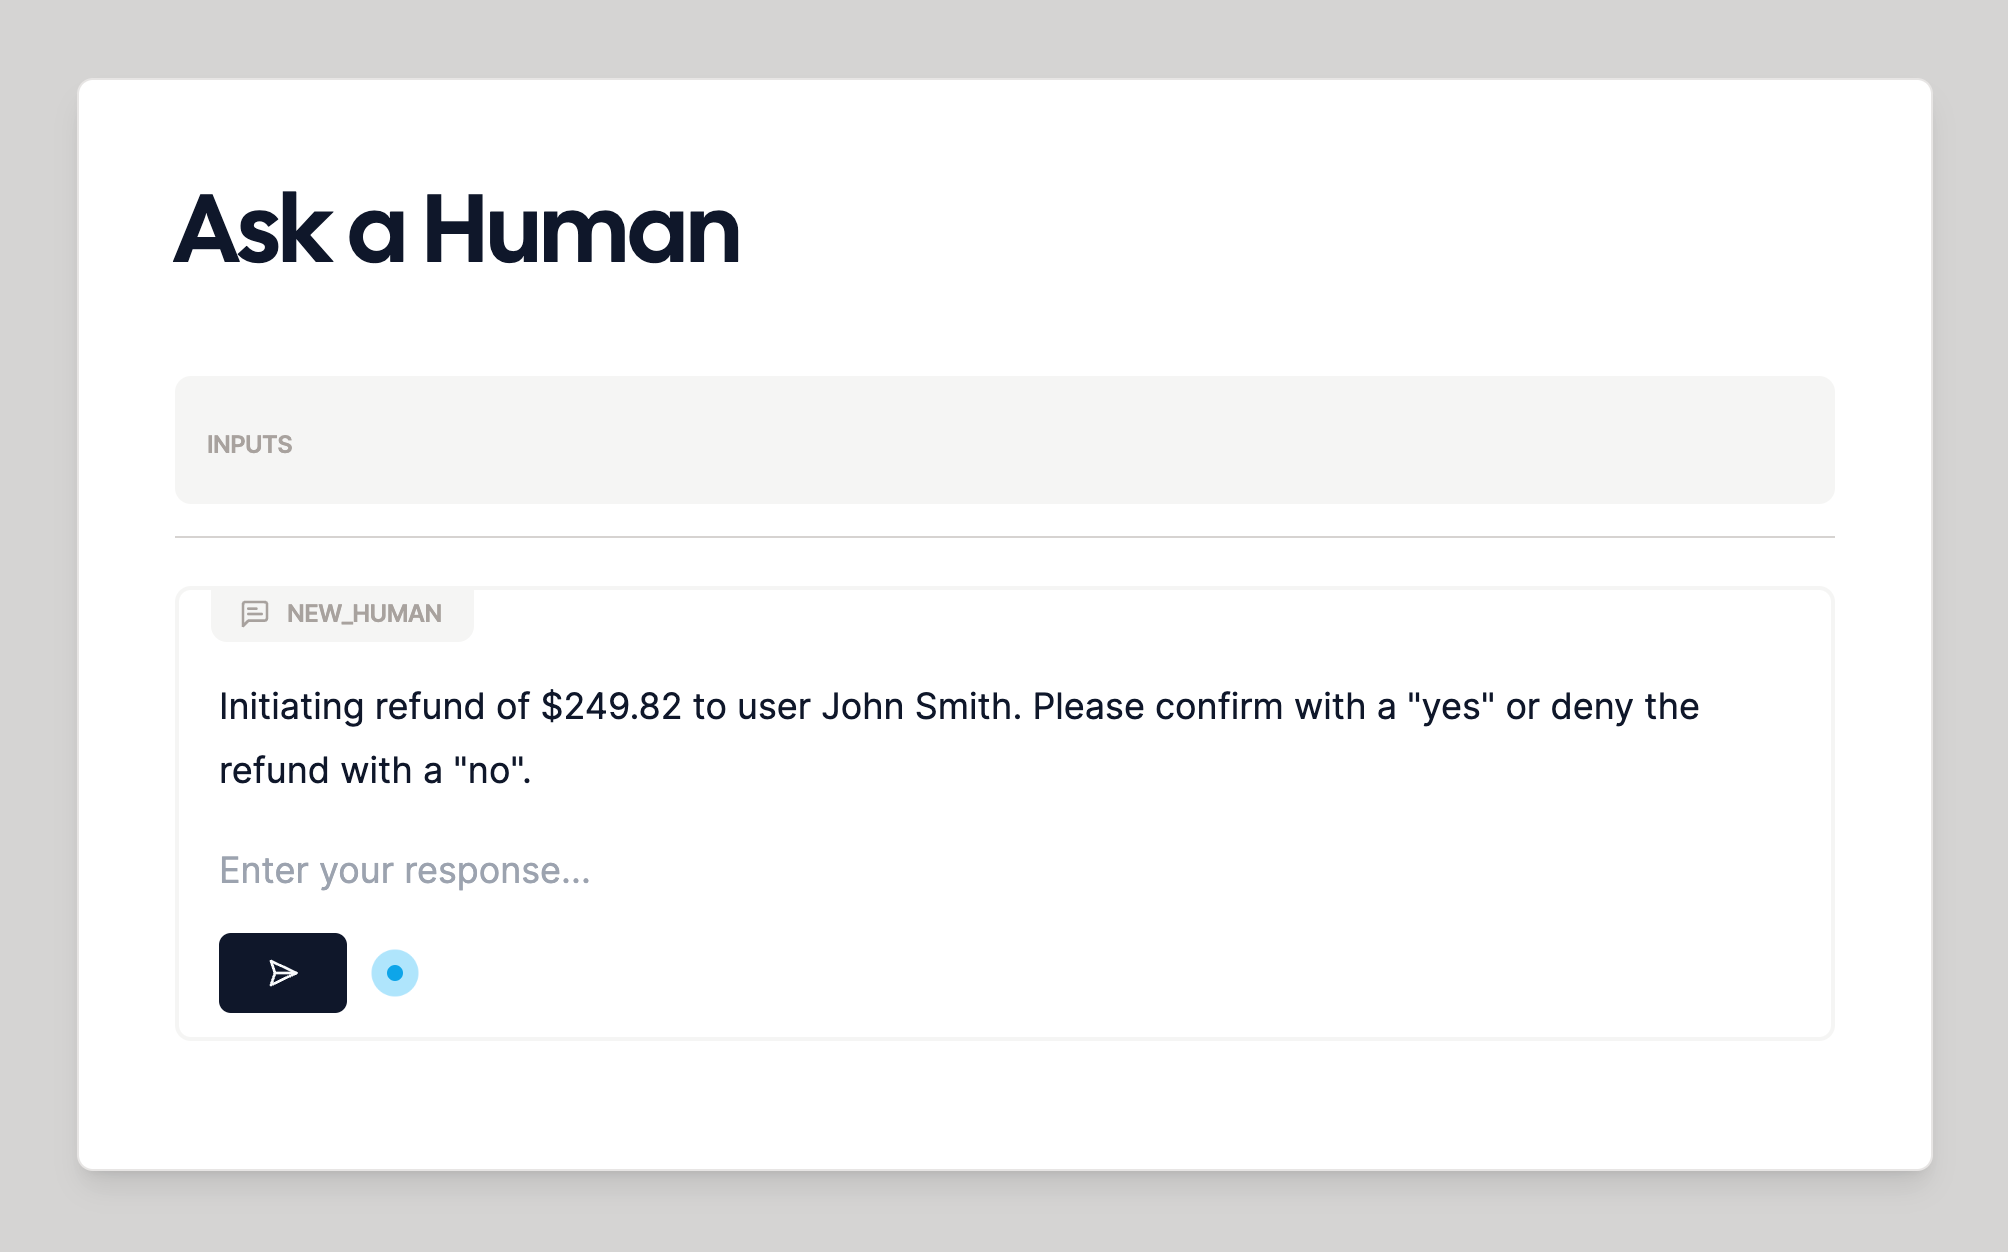 Ask a Human
INPUTS
NEW_HUMAN
Initiating refund of $249.82 to user John Smith. Please confirm with a "yes" or deny the
refund with a "no".
Enter your response...